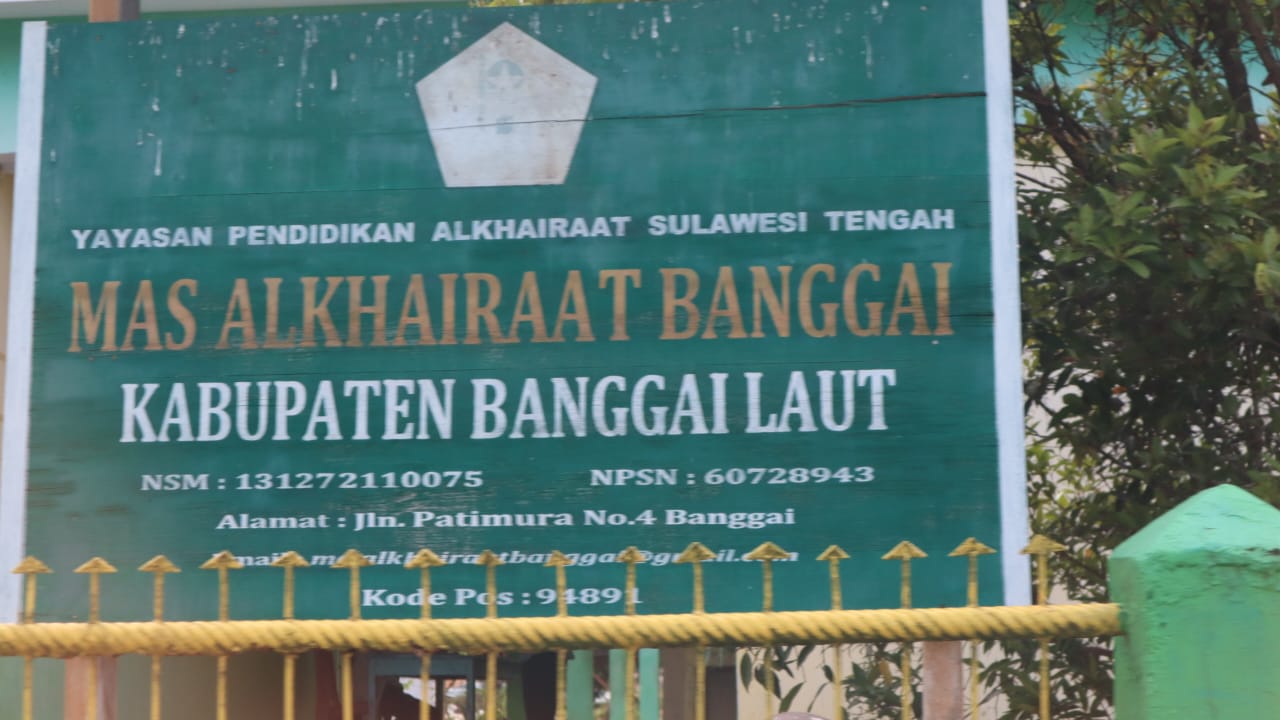 YAYASAN PENDIDIKAN ALKHAIRAAT SULAWESI TENGAH
MAS ALKHAIRAAT BANGGAI
KABUPATEN BANGGAI LAUT
NSM : 131272110075 NPSN : 60728943
Alamat : Jln. Patimura No.4 Banggai
Kode Pos : 94891